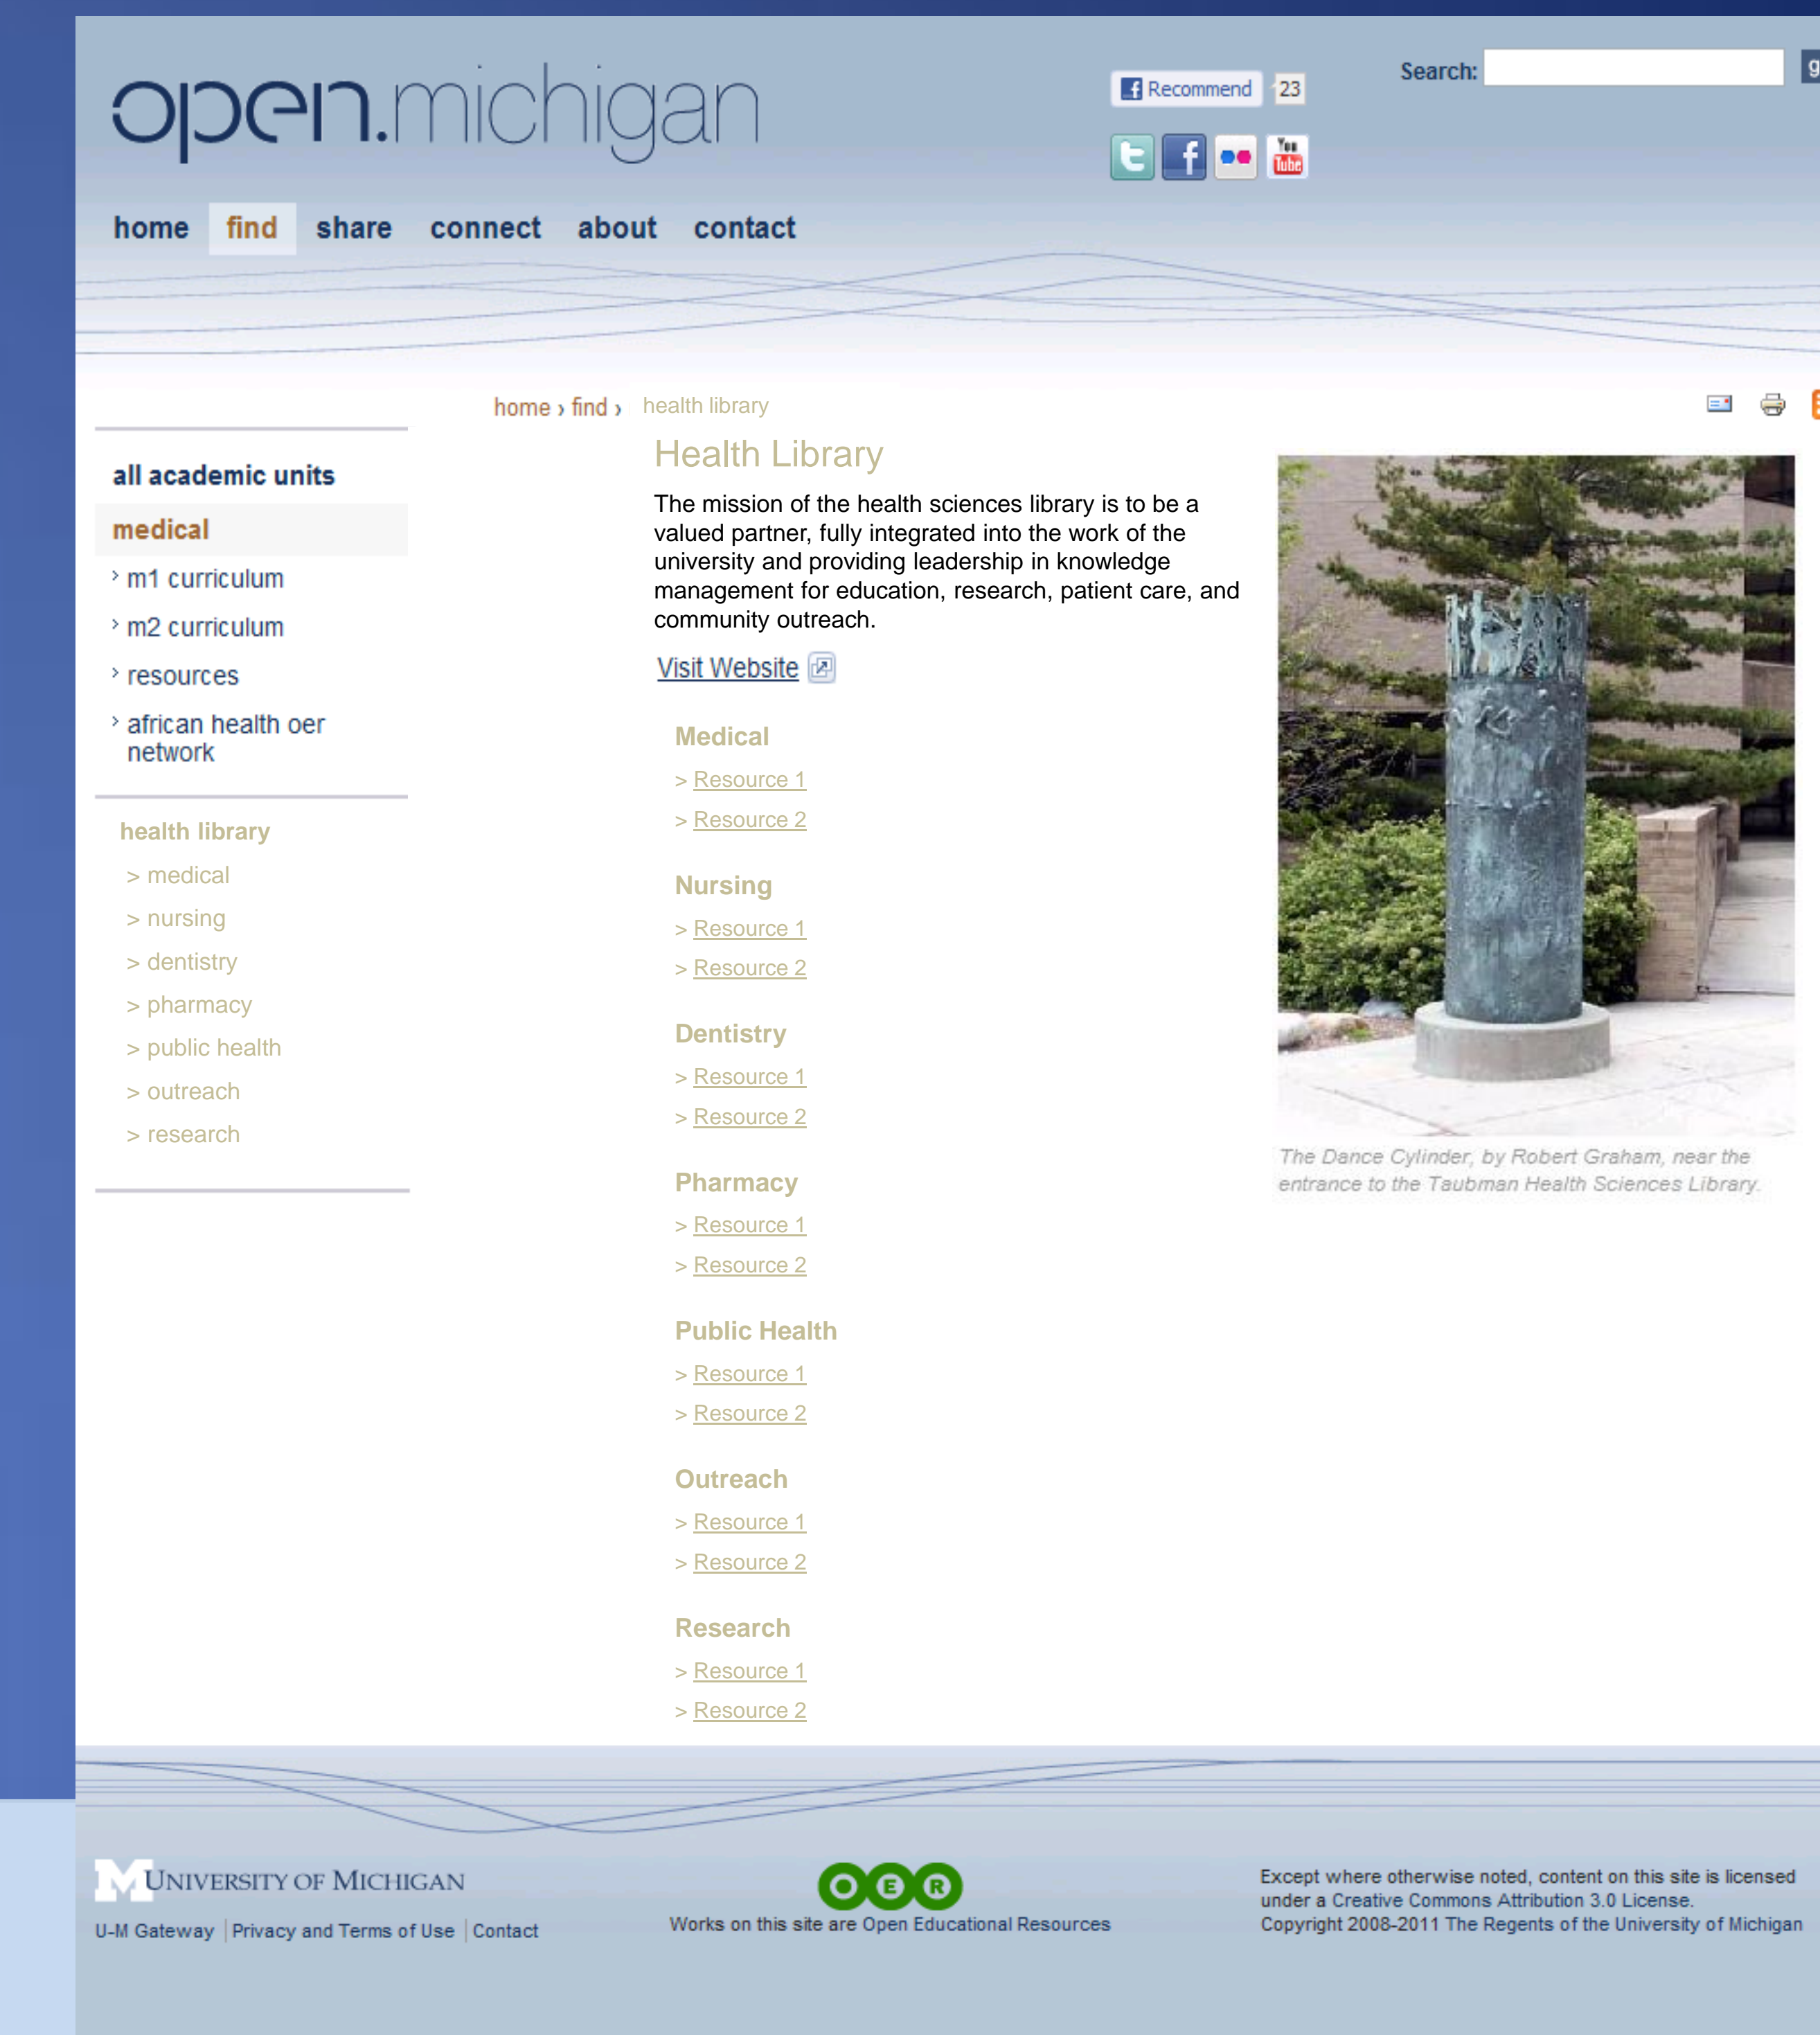 open.michigan
Recommend 23
Search:
You
Tube
home find share connect about contact
home › find › health library
all academic units
medical
› m1 curriculum
› m2 curriculum
› resources
› african health oer
network
health library
> medical
> nursing
> dentistry
> pharmacy
> public health
> outreach
> research
Health Library
The mission of the health sciences library is to be a
valued partner, fully integrated into the work of the
university and providing leadership in knowledge
management for education, research, patient care, and
community outreach.
Visit Website
Medical
> Resource 1
> Resource 2
Nursing
> Resource 1
> Resource 2
Dentistry
> Resource 1
> Resource 2
Pharmacy
> Resource 1
> Resource 2
Public Health
> Resource 1
> Resource 2
Outreach
> Resource 1
> Resource 2
Research
> Resource 1
> Resource 2
The Dance Cylinder, by Robert Graham, near the
entrance to the Taubman Health Sciences Library.
M UNIVERSITY OF MICHIGAN
U-M Gateway | Privacy and Terms of Use | Contact
OER
Works on this site are Open Educational Resources
Except where otherwise noted, content on this site is licensed
under a Creative Commons Attribution 3.0 License.
Copyright 2008-2011 The Regents of the University of Michigan